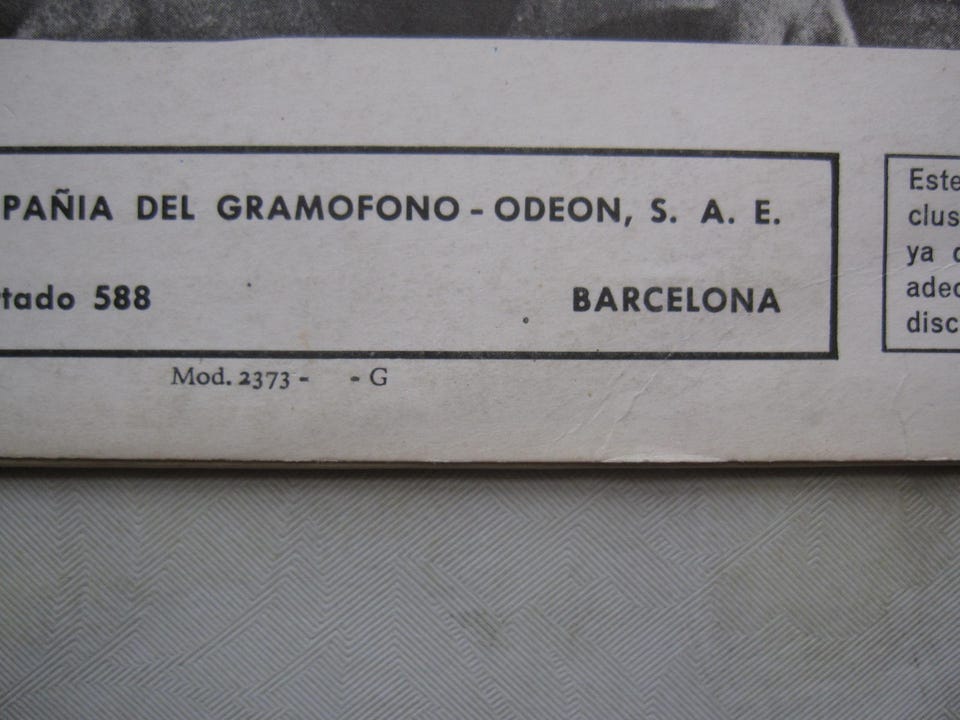 PAÑIA DEL GRAMOFONO - ODEON, S. A. E.
tado 588 BARCELONA
Mod. 2373 - - G
Este
clus
ya
adec
disc